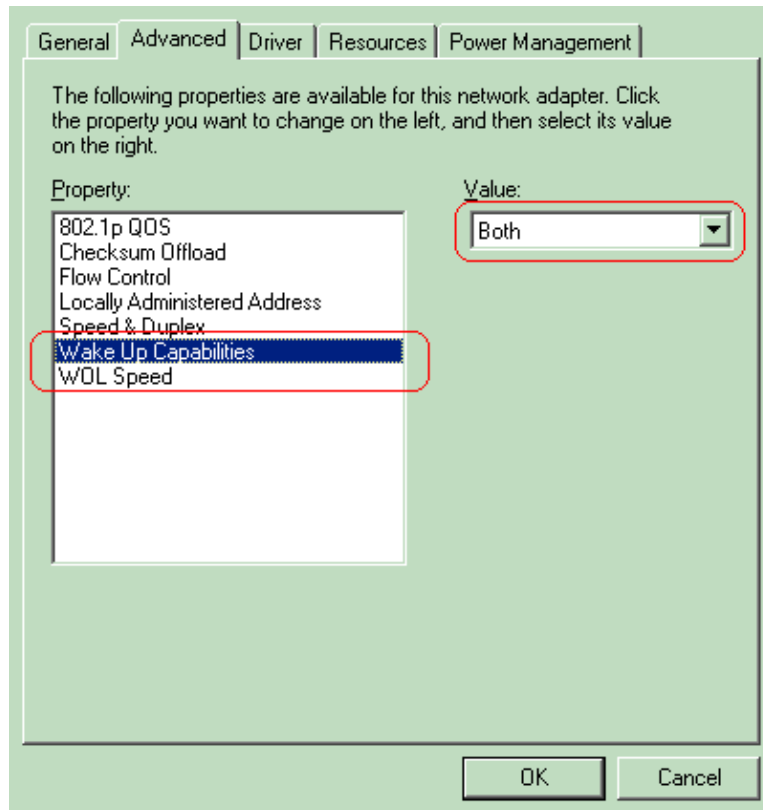 General Advanced Driver Resources Power Management
The following properties are available for this network adapter. Click
the property you want to change on the left, and then select its value
on the right.
Property: Value:
802.1p QOS Both
Checksum Offload
Flow Control
Locally Administered Address
Speed & Duplex
Wake Up Capabilities
WOL Speed
OK Cancel